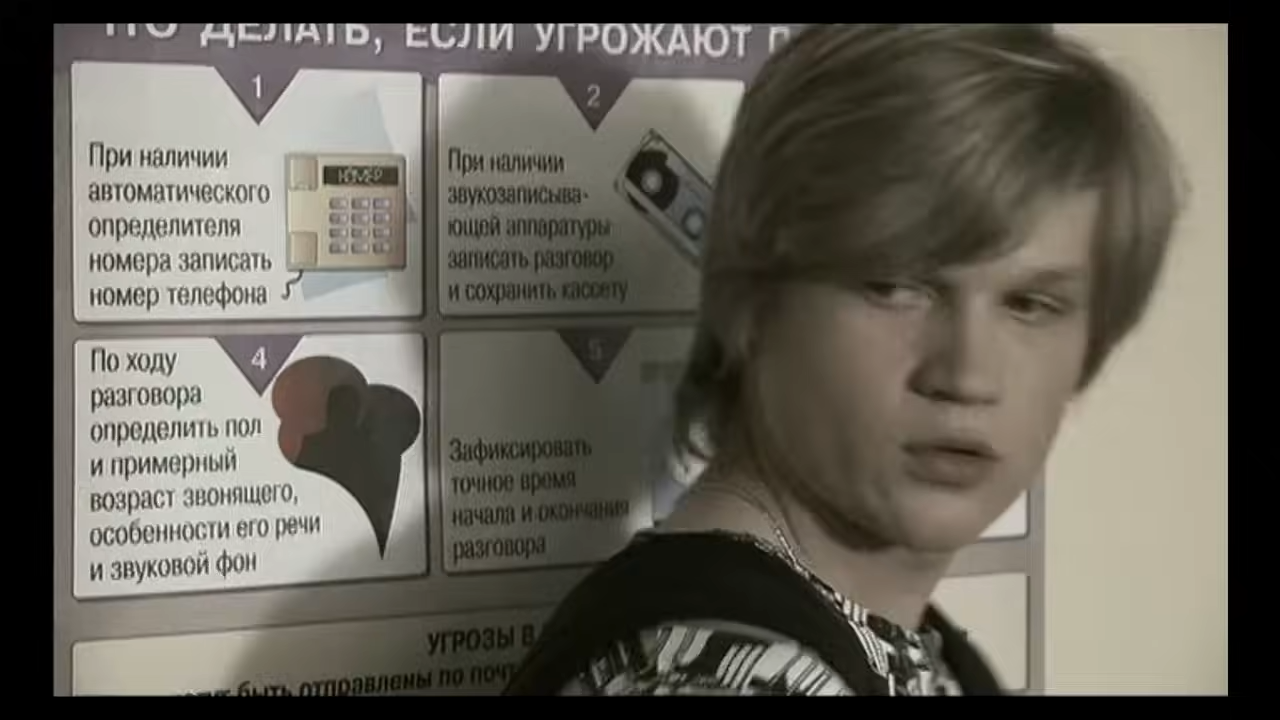 ЧТО ДЕЛАТЬ, ЕСЛИ УГРОЖАЮТ П
1
При наличии
автоматического
определителя
номера записать
номер телефона
НОМЕР
2
При наличии
звукозаписыва-
ющей аппаратуры
записать разговор
и сохранить кассету
4
По ходу
разговора
определить пол
и примерный
возраст звонящего,
особенности его речи
и звуковой фон
5
Зафиксировать
точное время
начала и окончания
разговора
УГРОЗЫ В
быть отправлены по почт